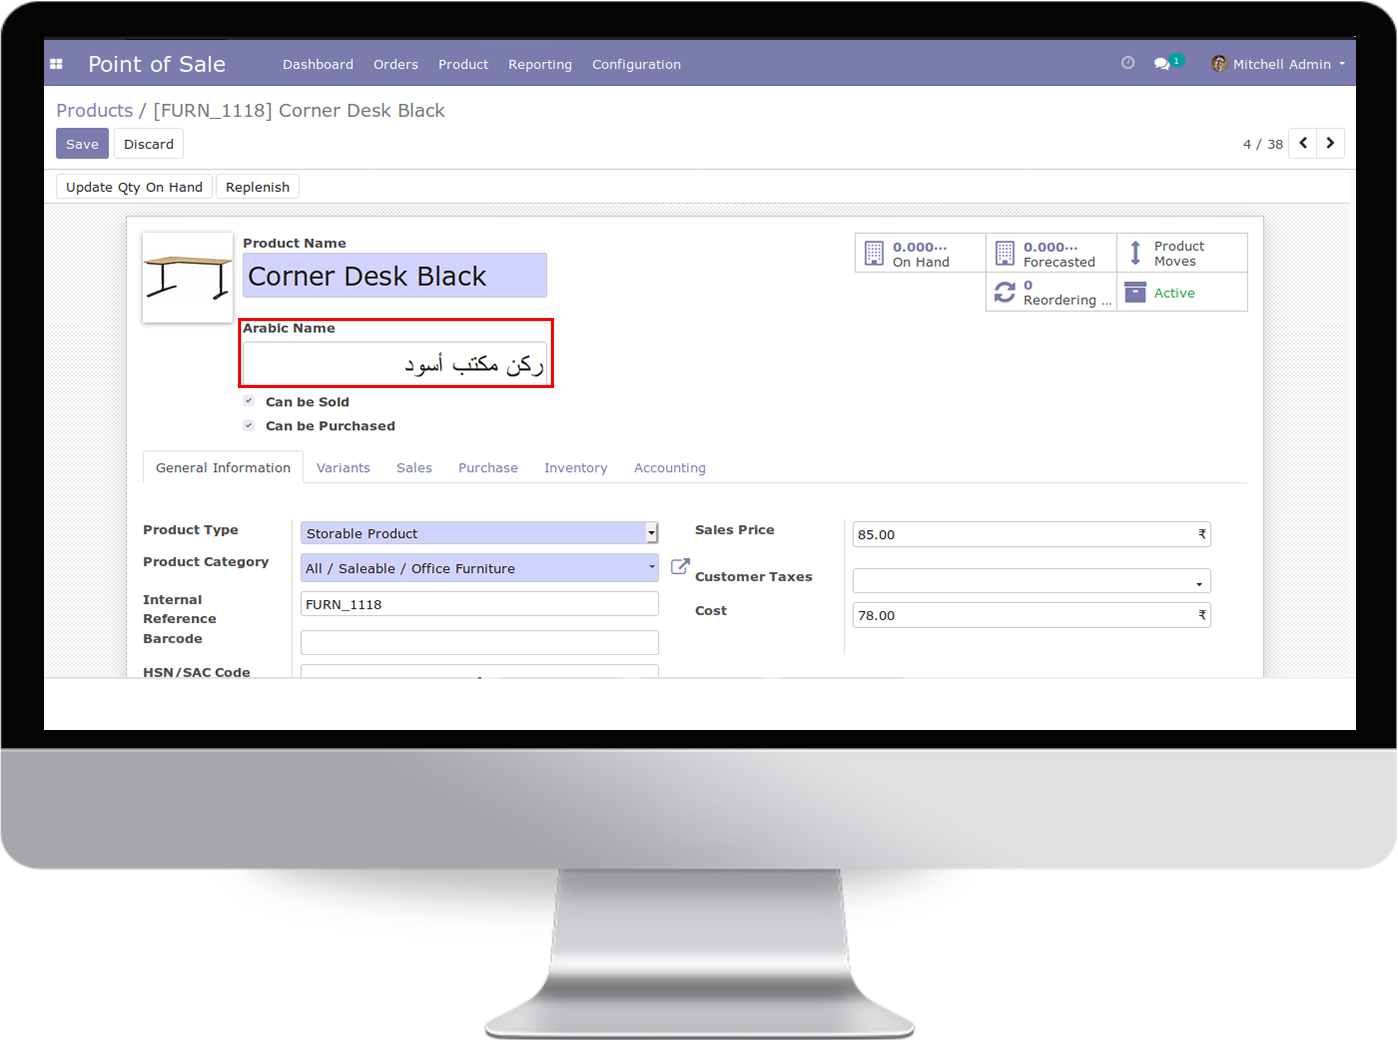 Point of Sale Dashboard Orders Product Reporting Configuration 1 Mitchell Admin
Products / [FURN_1118] Corner Desk Black
Save Discard 4 / 38
Update Qty On Hand Replenish
Product Name
Corner Desk Black
0.000... On Hand
0.000... Forecasted
Product Moves
0 Reordering ...
Active
Arabic Name
ركن مكتب أسود
Can be Sold
Can be Purchased
General Information Variants Sales Purchase Inventory Accounting
Product Type Storable Product
Product Category All / Saleable / Office Furniture
Internal Reference FURN_1118
Barcode
HSN/SAC Code
Sales Price 85.00 ₹
Customer Taxes
Cost 78.00 ₹